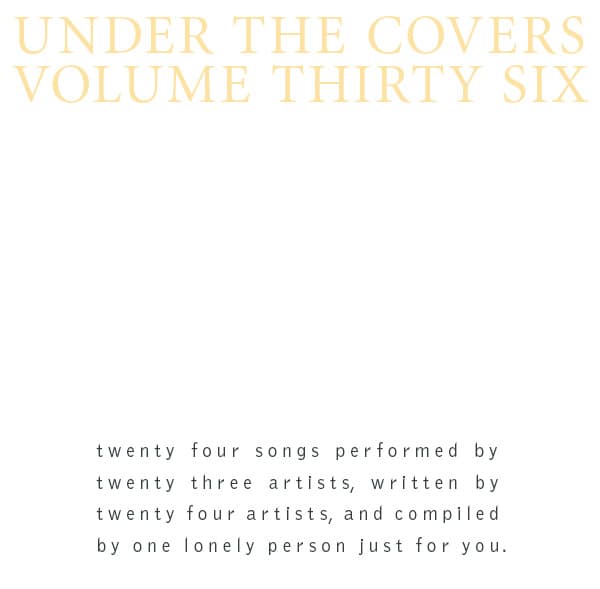 UNDER THE COVERS
VOLUME THIRTY SIX
twenty four songs performed by
twenty three artists, written by
twenty four artists, and compiled
by one lonely person just for you.